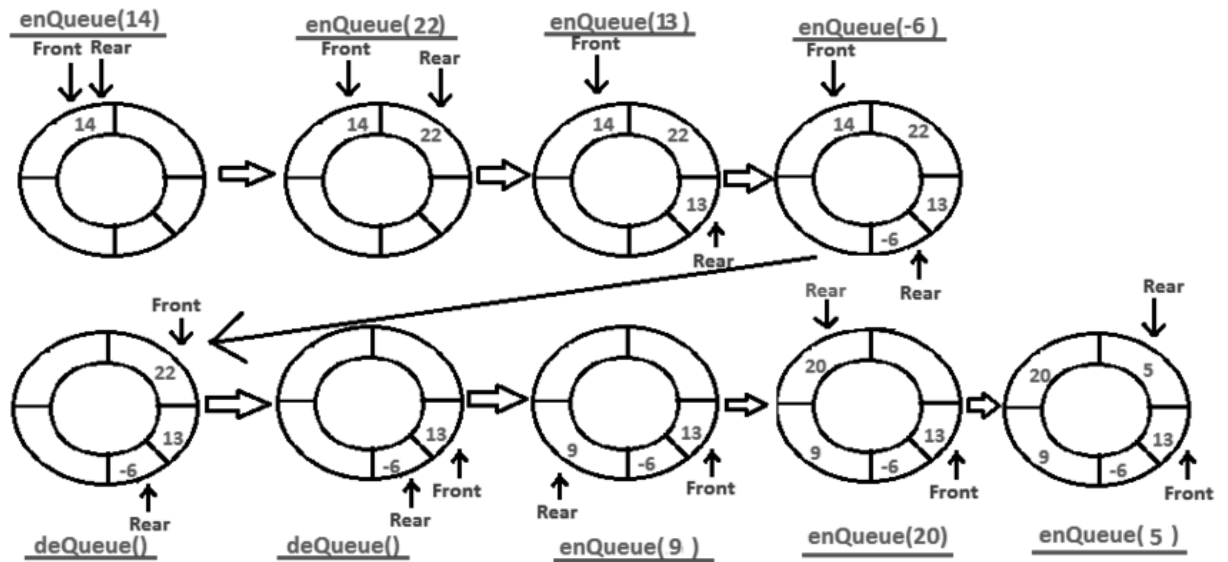 enQueue(14)
Front Rear
14
enQueue(22)
Front
Rear
14
22
enQueue(13)
Front
14
22
13
Rear
enQueue(-6 )
Front
14
22
13
-6
Rear
Front
22
13
-6
Rear
deQueue()
13
-6
Front
Rear
deQueue()
13
9
-6
Front
Rear
enQueue( 9 )
Rear
20
13
9
-6
Front
enQueue(20)
Rear
20
5
13
9
-6
Front
enQueue( 5 )